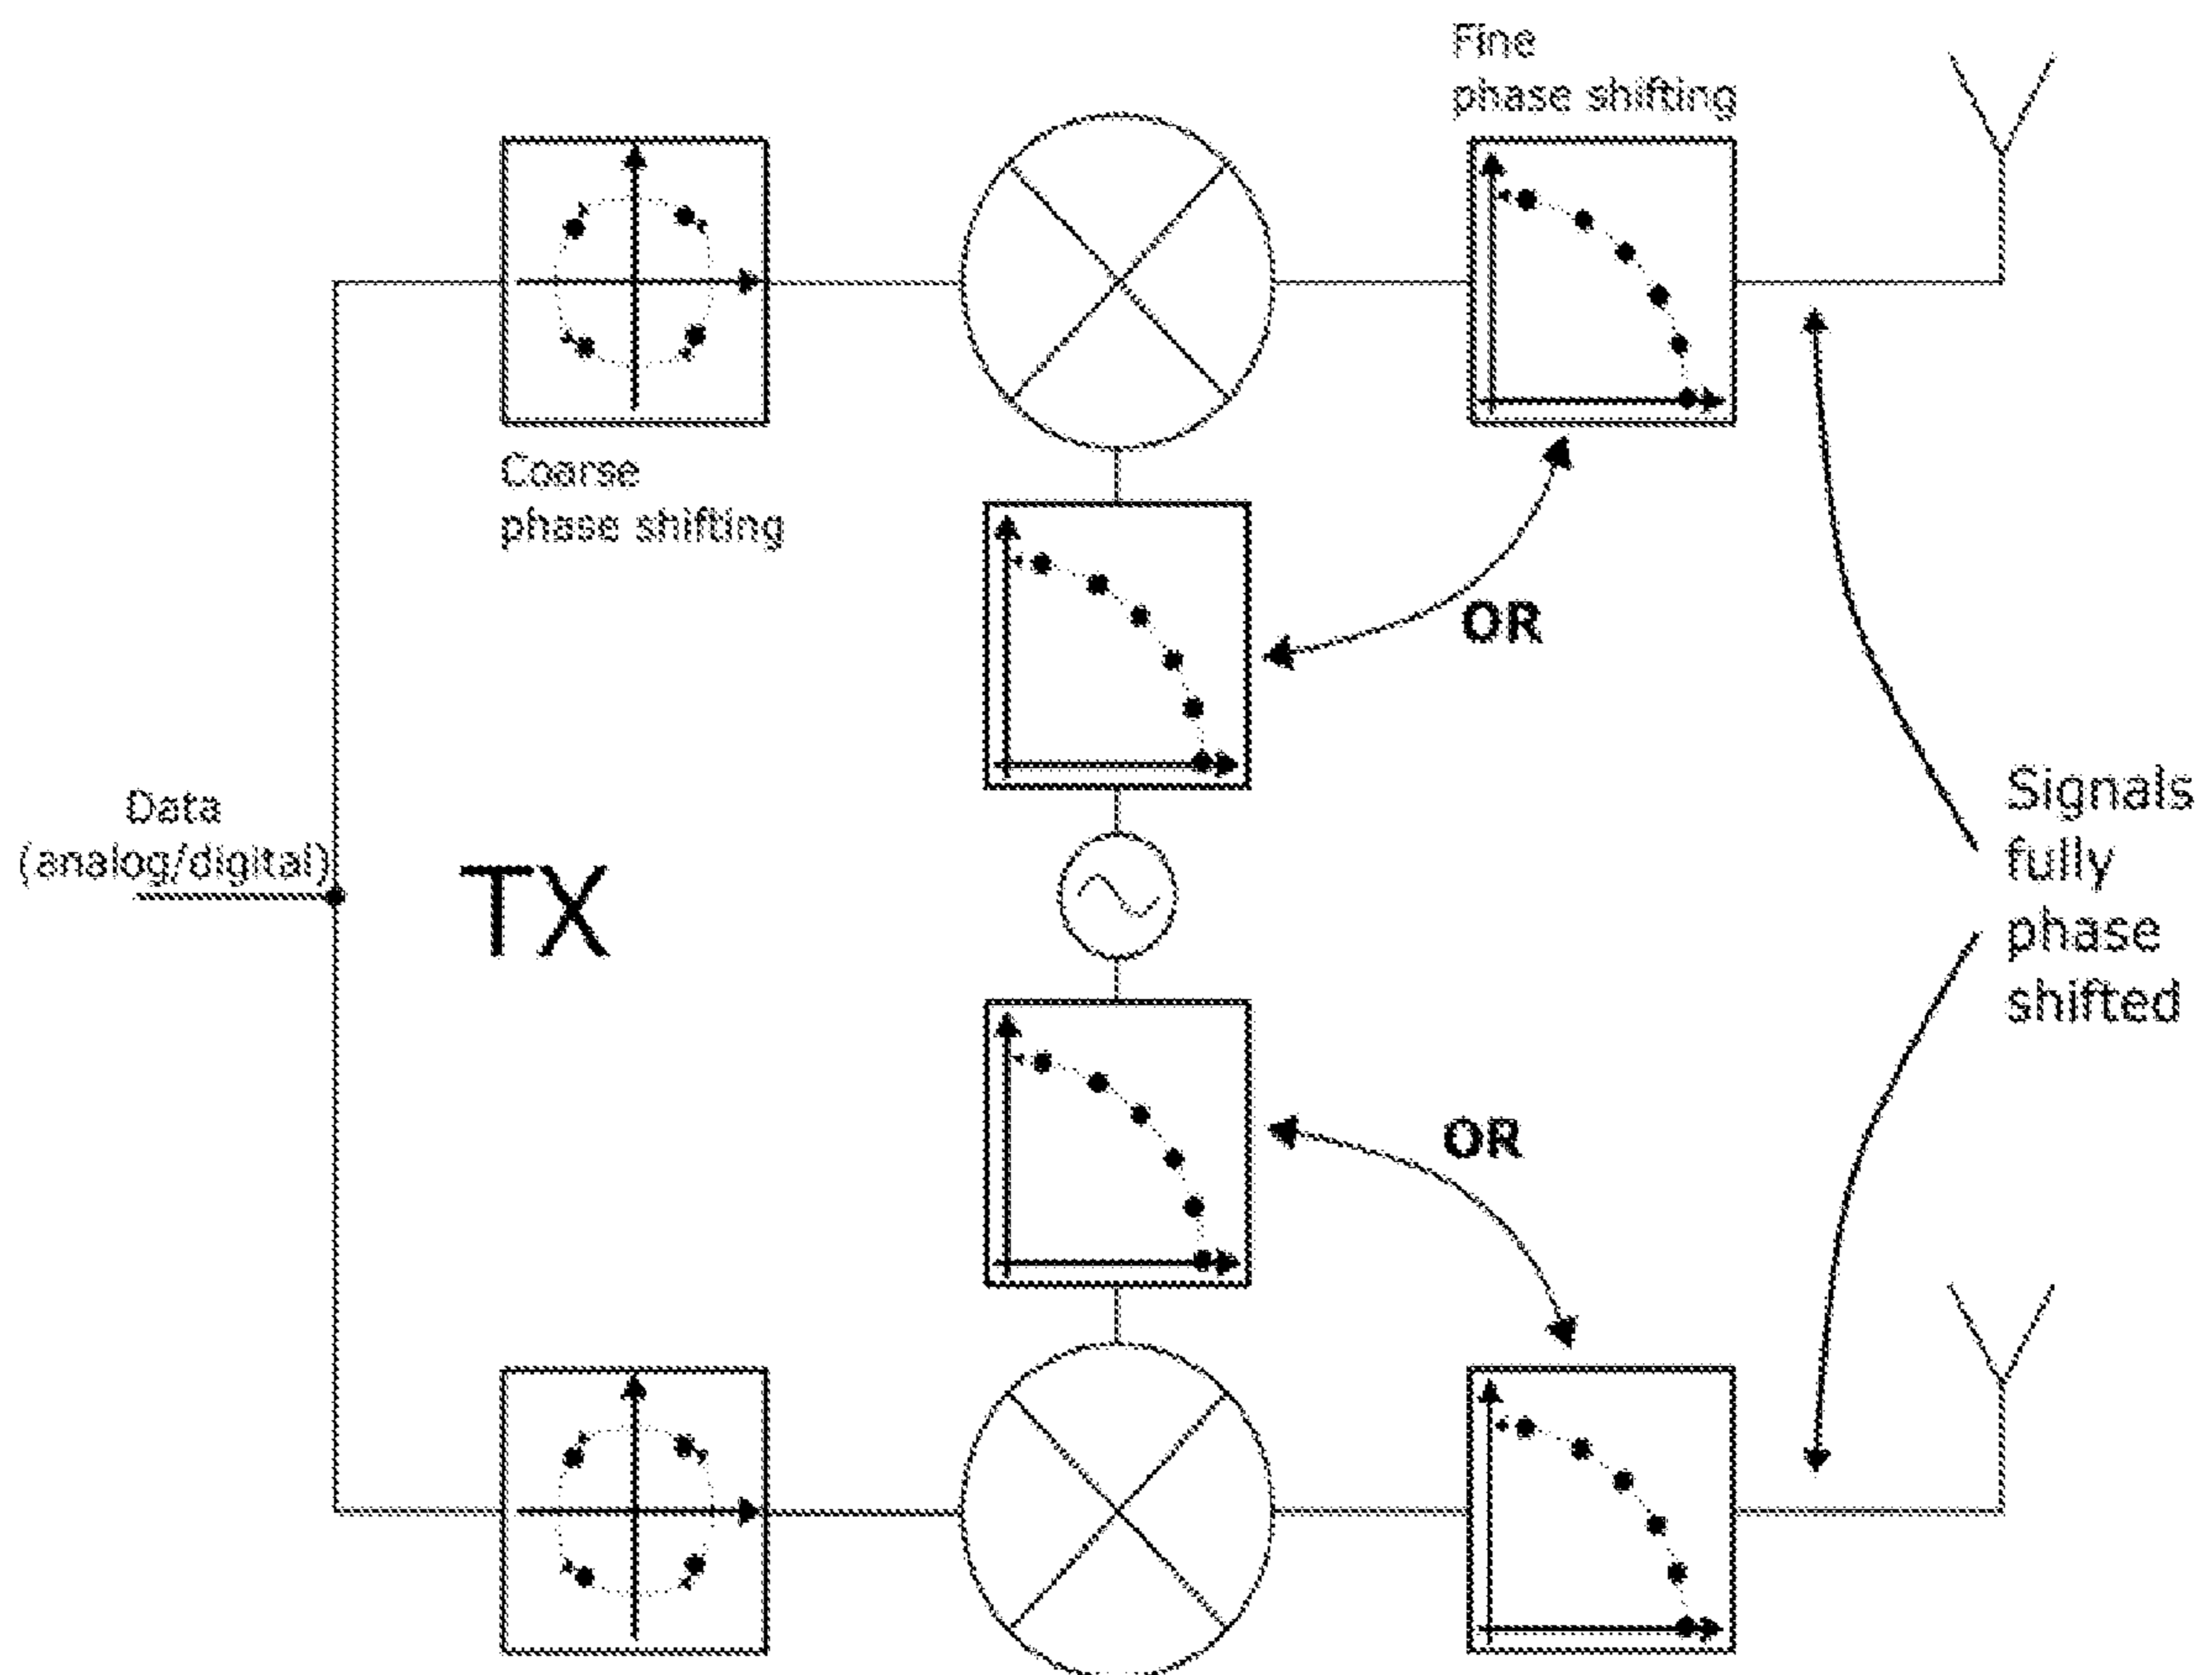 Fine
phase shifting
Coarse
phase shifting
OR
Data
(analog/digital)
TX
Signals
fully
phase
shifted
OR